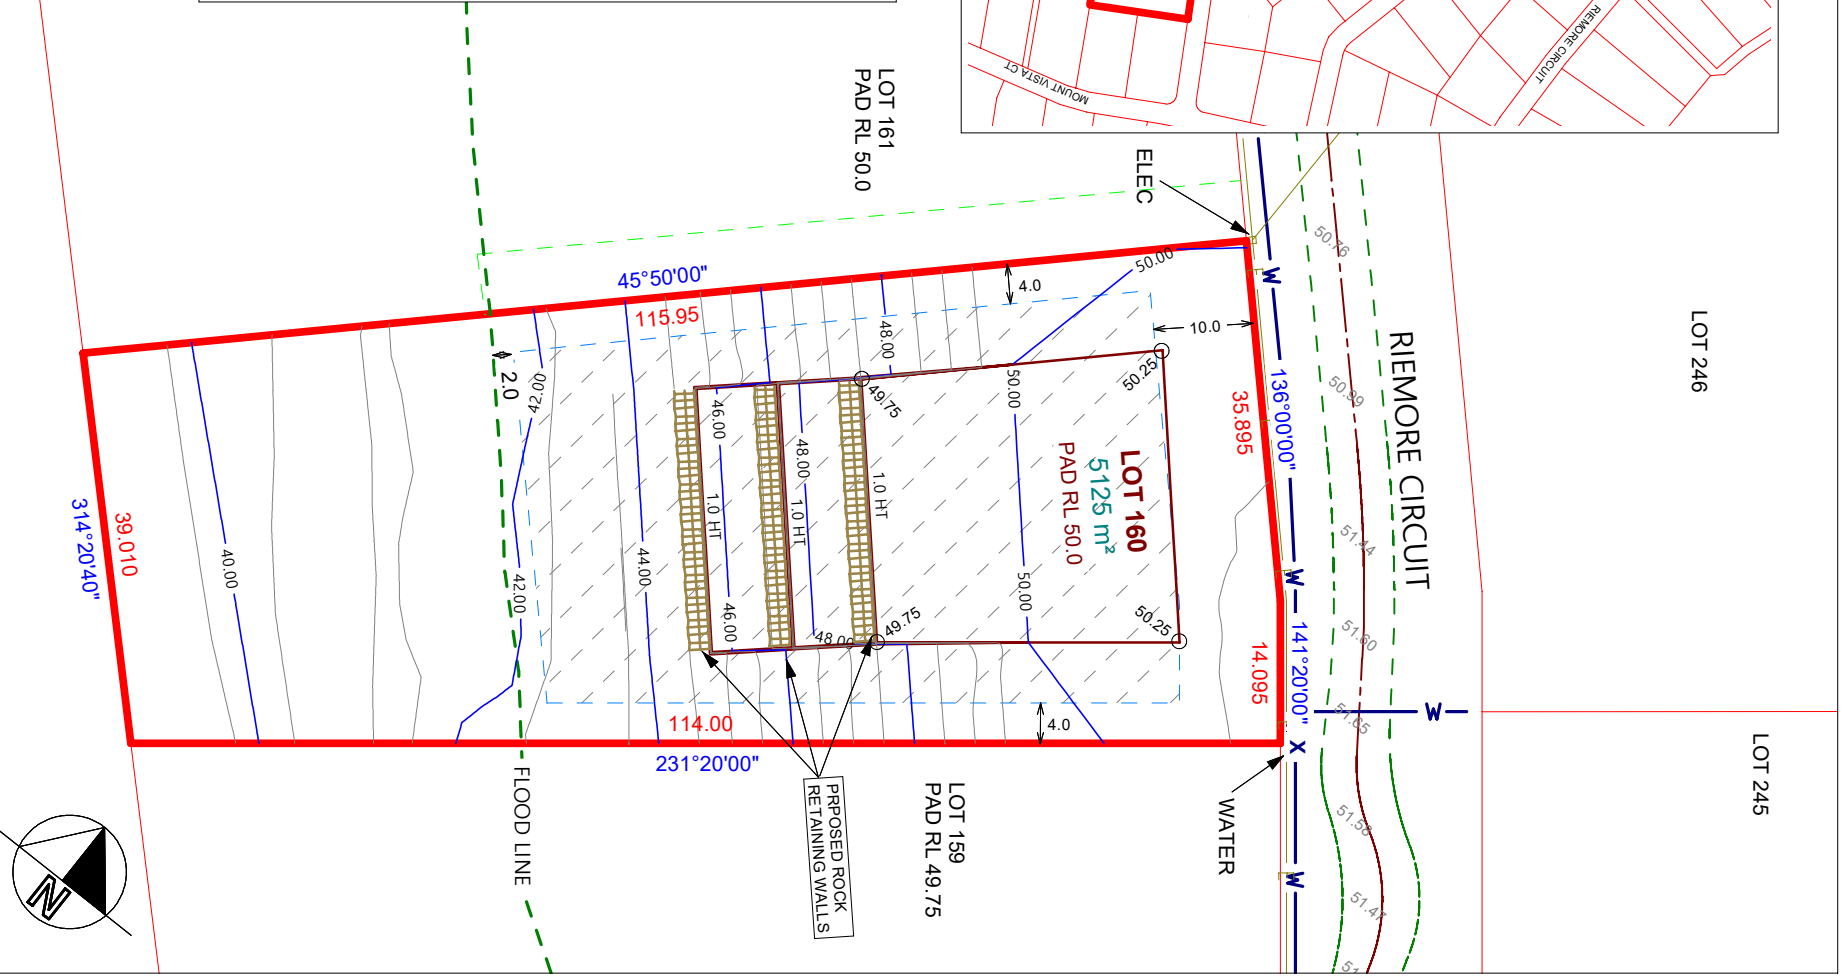 MOUNT VISTA CT
RIEMORE CIRCUIT
LOT 161
PAD RL 50.0
ELEC
LOT 246
LOT 245
RIEMORE CIRCUIT
50.76
50.99
51.44
51.60
51.65
51.58
51.47
W
W
W
W
X
W
136°00'00"
35.895
141°20'00"
14.095
45°50'00"
115.95
4.0
10.0
50.00
48.00
50.25
49.75
50.00
50.00
LOT 160
5125 m²
PAD RL 50.0
1.0 HT
48.00
1.0 HT
46.00
1.0 HT
46.00
48.00
49.75
50.25
44.00
42.00
42.00
2.0
40.00
39.010
314°20'40"
114.00
231°20'00"
4.0
FLOOD LINE
PRPOSED ROCK
RETAINING WALLS
LOT 159
PAD RL 49.75
WATER
N